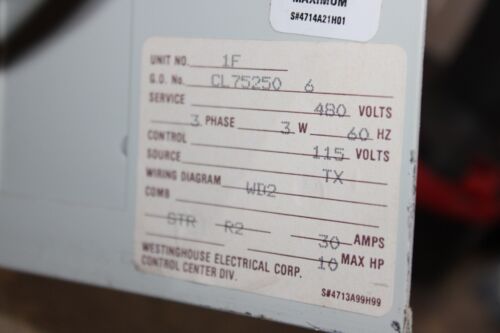 MAXIMUM
S#4714A21H01
UNIT NO. 1F
G.O. No. CL75250 6
SERVICE 480 VOLTS
3 PHASE 3 W 60 HZ
CONTROL 115 VOLTS
SOURCE TX
WIRING DIAGRAM WD2
COMB
STR R2 30 AMPS
10 MAX HP
WESTINGHOUSE ELECTRICAL CORP.
CONTROL CENTER DIV.
S#4713A99H99